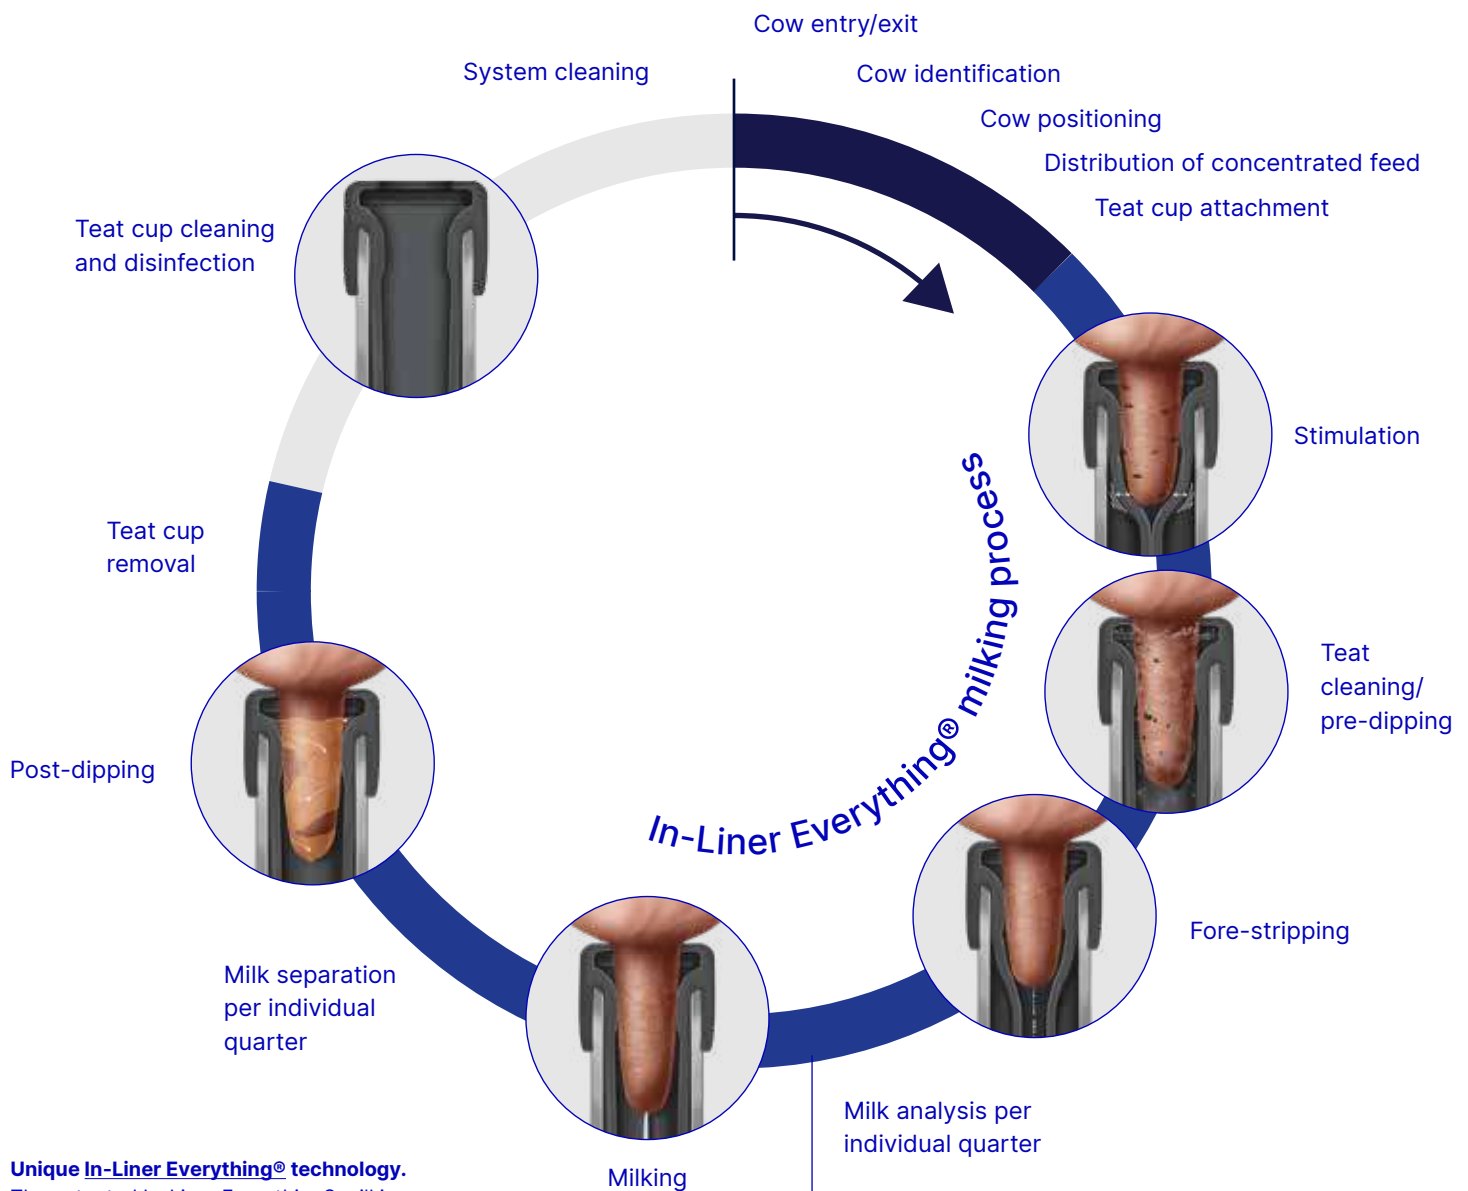 Cow entry/exit
System cleaning
Cow identification
Cow positioning
Distribution of concentrated feed
Teat cup attachment
Teat cup cleaning
and disinfection
Stimulation
In-Liner Everything® milking process
Teat cup
removal
Teat
cleaning/
pre-dipping
Post-dipping
Fore-stripping
Milk separation
per individual
quarter
Milk analysis per
individual quarter
Milking
Unique In-Liner Everything® technology.